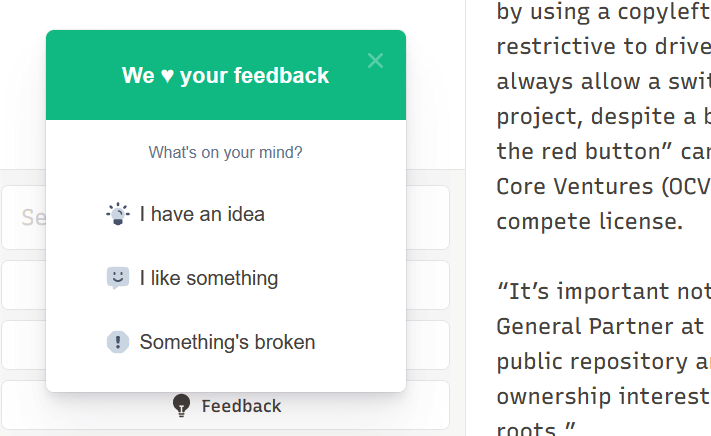 We ♥ your feedback
What's on your mind?
I have an idea
I like something
Something's broken
Se
Feedback
by using a copyleft
restrictive to drive
always allow a swit
project, despite a b
the red button” can
Core Ventures (OCV
compete license.
“It’s important not
General Partner at
public repository a
ownership interest
roots.”